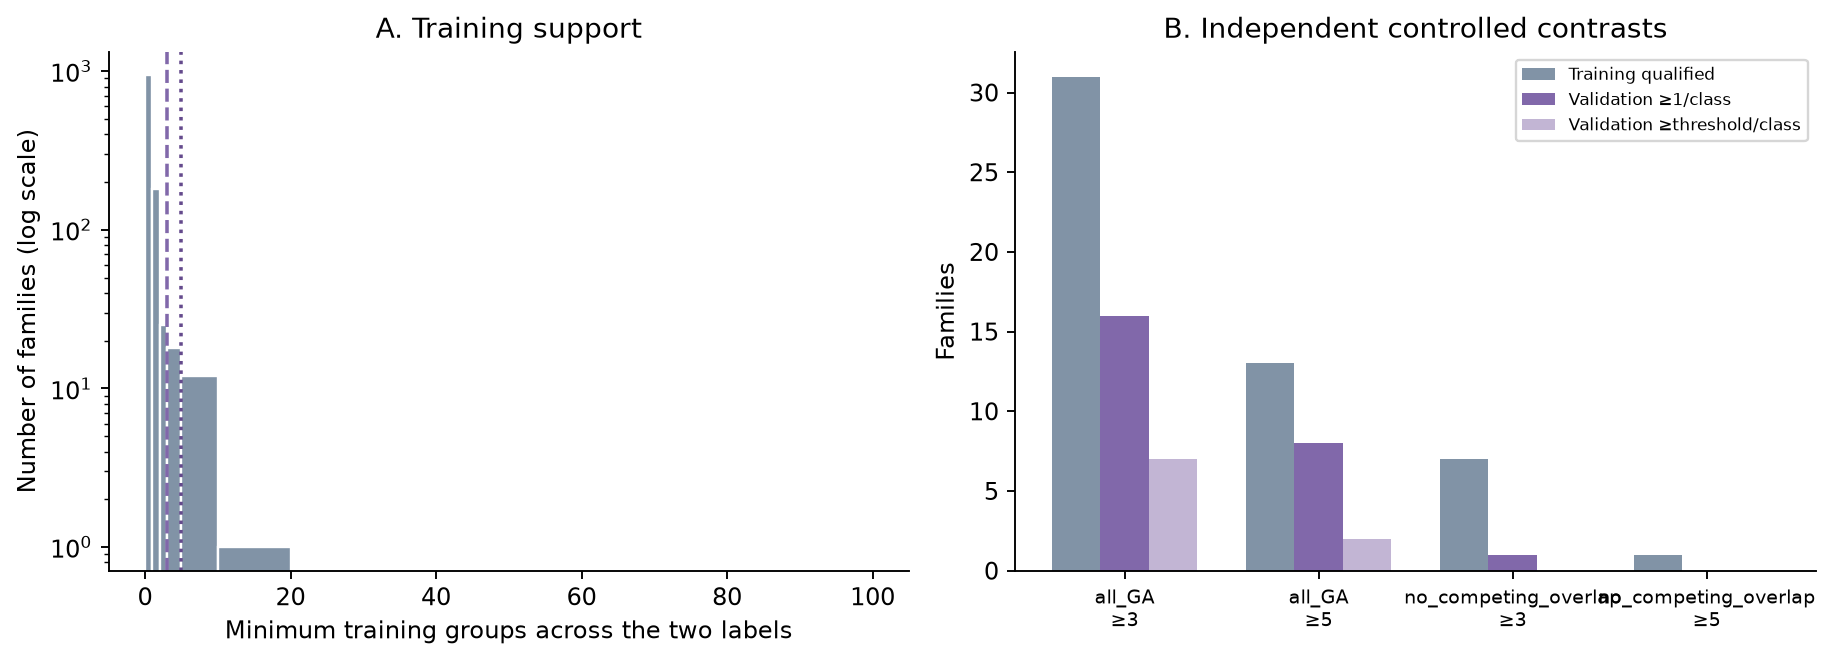 A. Training support
Number of families (log scale)
10³
10²
10¹
10⁰
0 20 40 60 80 100
Minimum training groups across the two labels
B. Independent controlled contrasts
Training qualified
Validation ≥1/class
Validation ≥threshold/class
Families
30
25
20
15
10
5
0
all_GA
≥3
all_GA
≥5
no_competing_overlap
≥3
no_competing_overlap
≥5